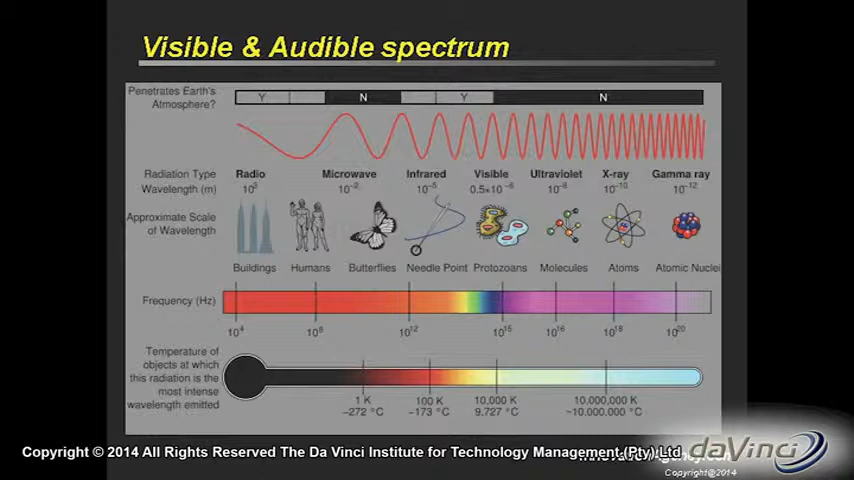 Visible & Audible spectrum
Penetrates Earth's
Atmosphere?
Y N Y N
Radiation Type Radio Microwave Infrared Visible Ultraviolet X-ray Gamma ray
Wavelength (m) 10³ 10⁻² 10⁻⁵ 0.5×10⁻⁶ 10⁻⁸ 10⁻¹⁰ 10⁻¹²
Approximate Scale
of Wavelength
Buildings Humans Butterflies Needle Point Protozoans Molecules Atoms Atomic Nuclei
Frequency (Hz)
10⁴ 10⁸ 10¹² 10¹⁵ 10¹⁶ 10¹⁸ 10²⁰
Temperature of
objects at which
this radiation is the
most intense
wavelength emitted
1 K 100 K 10,000 K 10,000,000 K
−272 °C −173 °C 9,727 °C ~10,000,000 °C
Copyright © 2014 All Rights Reserved The Da Vinci Institute for Technology Management (Pty) Ltd
daVinci
Copyright@2014